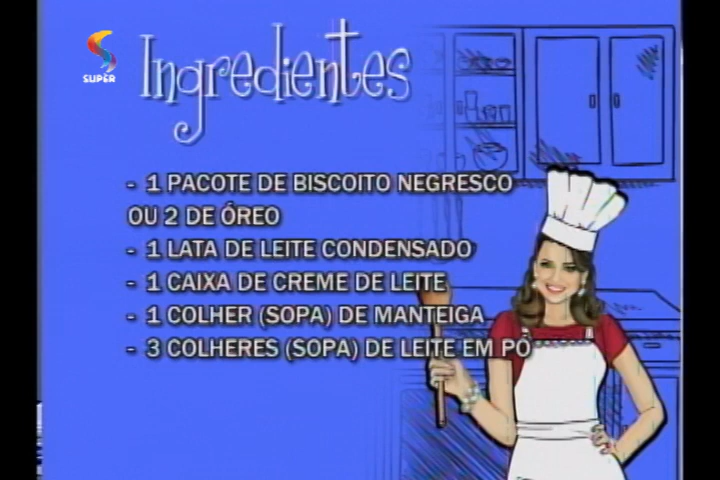 SUPER
Ingredientes
- 1 PACOTE DE BISCOITO NEGRESCO
OU 2 DE ÓREO
- 1 LATA DE LEITE CONDENSADO
- 1 CAIXA DE CREME DE LEITE
- 1 COLHER (SOPA) DE MANTEIGA
- 3 COLHERES (SOPA) DE LEITE EM PÓ